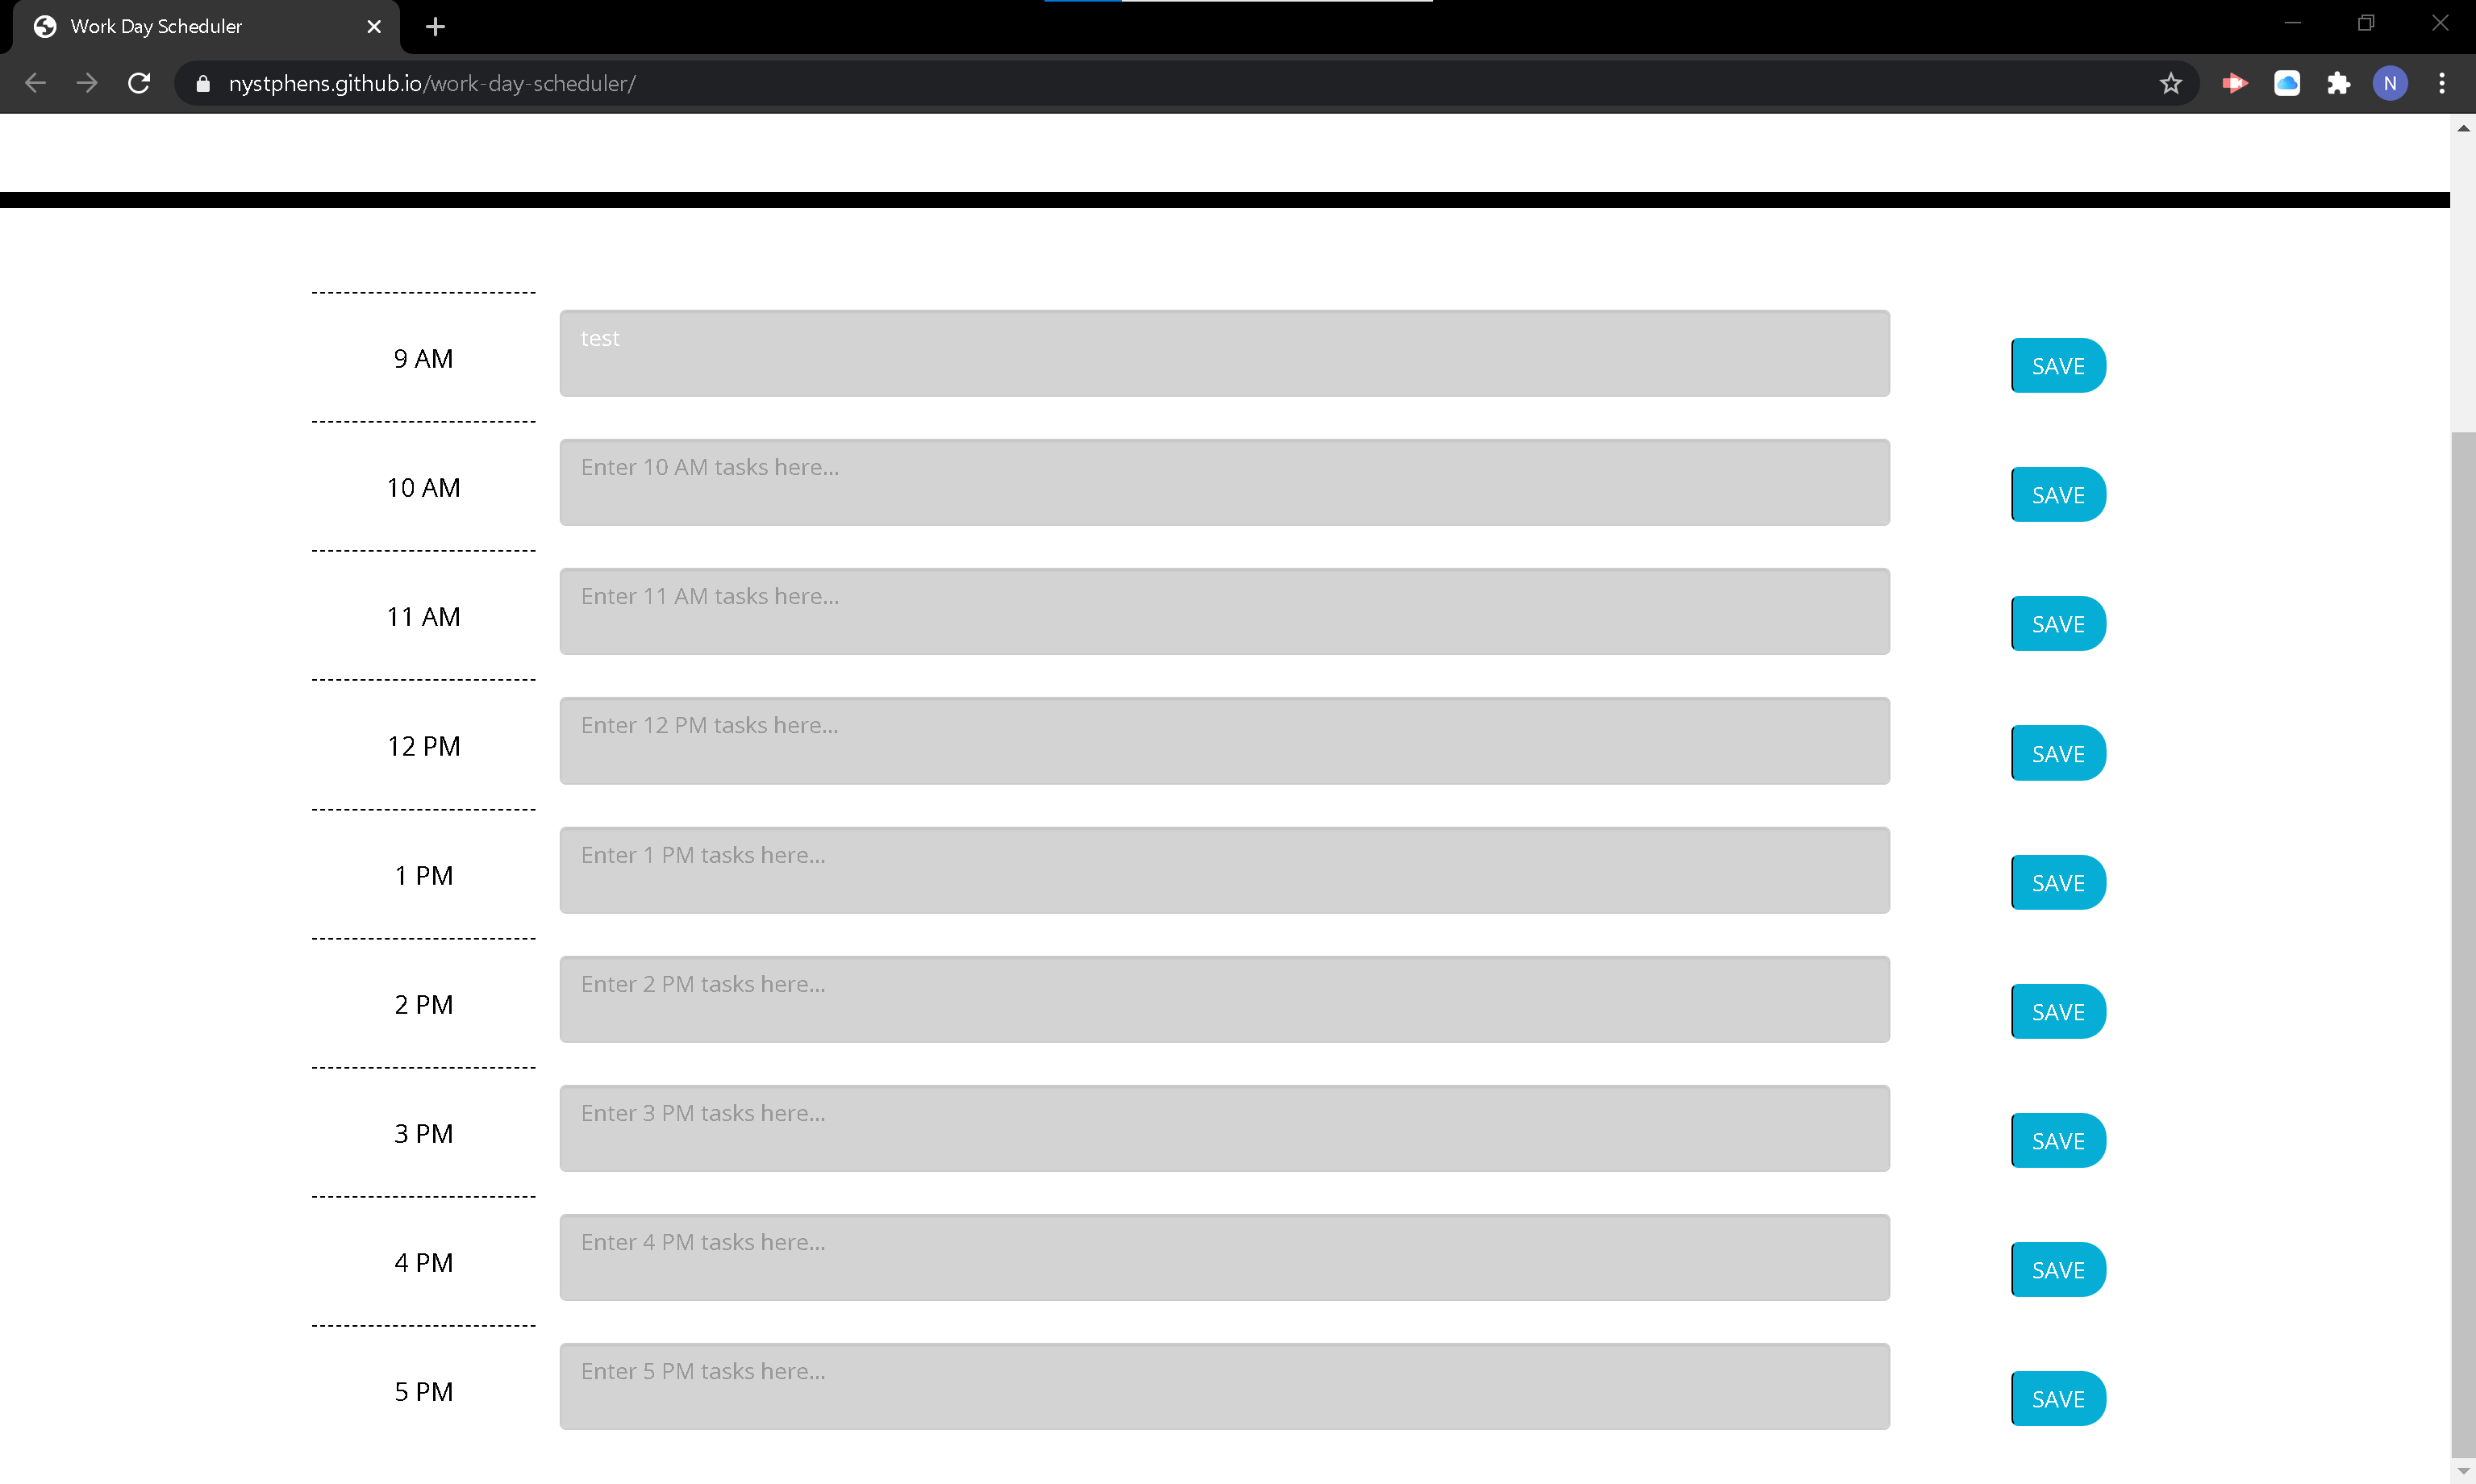 Work Day Scheduler
nystphens.github.io/work-day-scheduler/
N
9 AM
test
SAVE
10 AM
Enter 10 AM tasks here...
SAVE
11 AM
Enter 11 AM tasks here...
SAVE
12 PM
Enter 12 PM tasks here...
SAVE
1 PM
Enter 1 PM tasks here...
SAVE
2 PM
Enter 2 PM tasks here...
SAVE
3 PM
Enter 3 PM tasks here...
SAVE
4 PM
Enter 4 PM tasks here...
SAVE
5 PM
Enter 5 PM tasks here...
SAVE